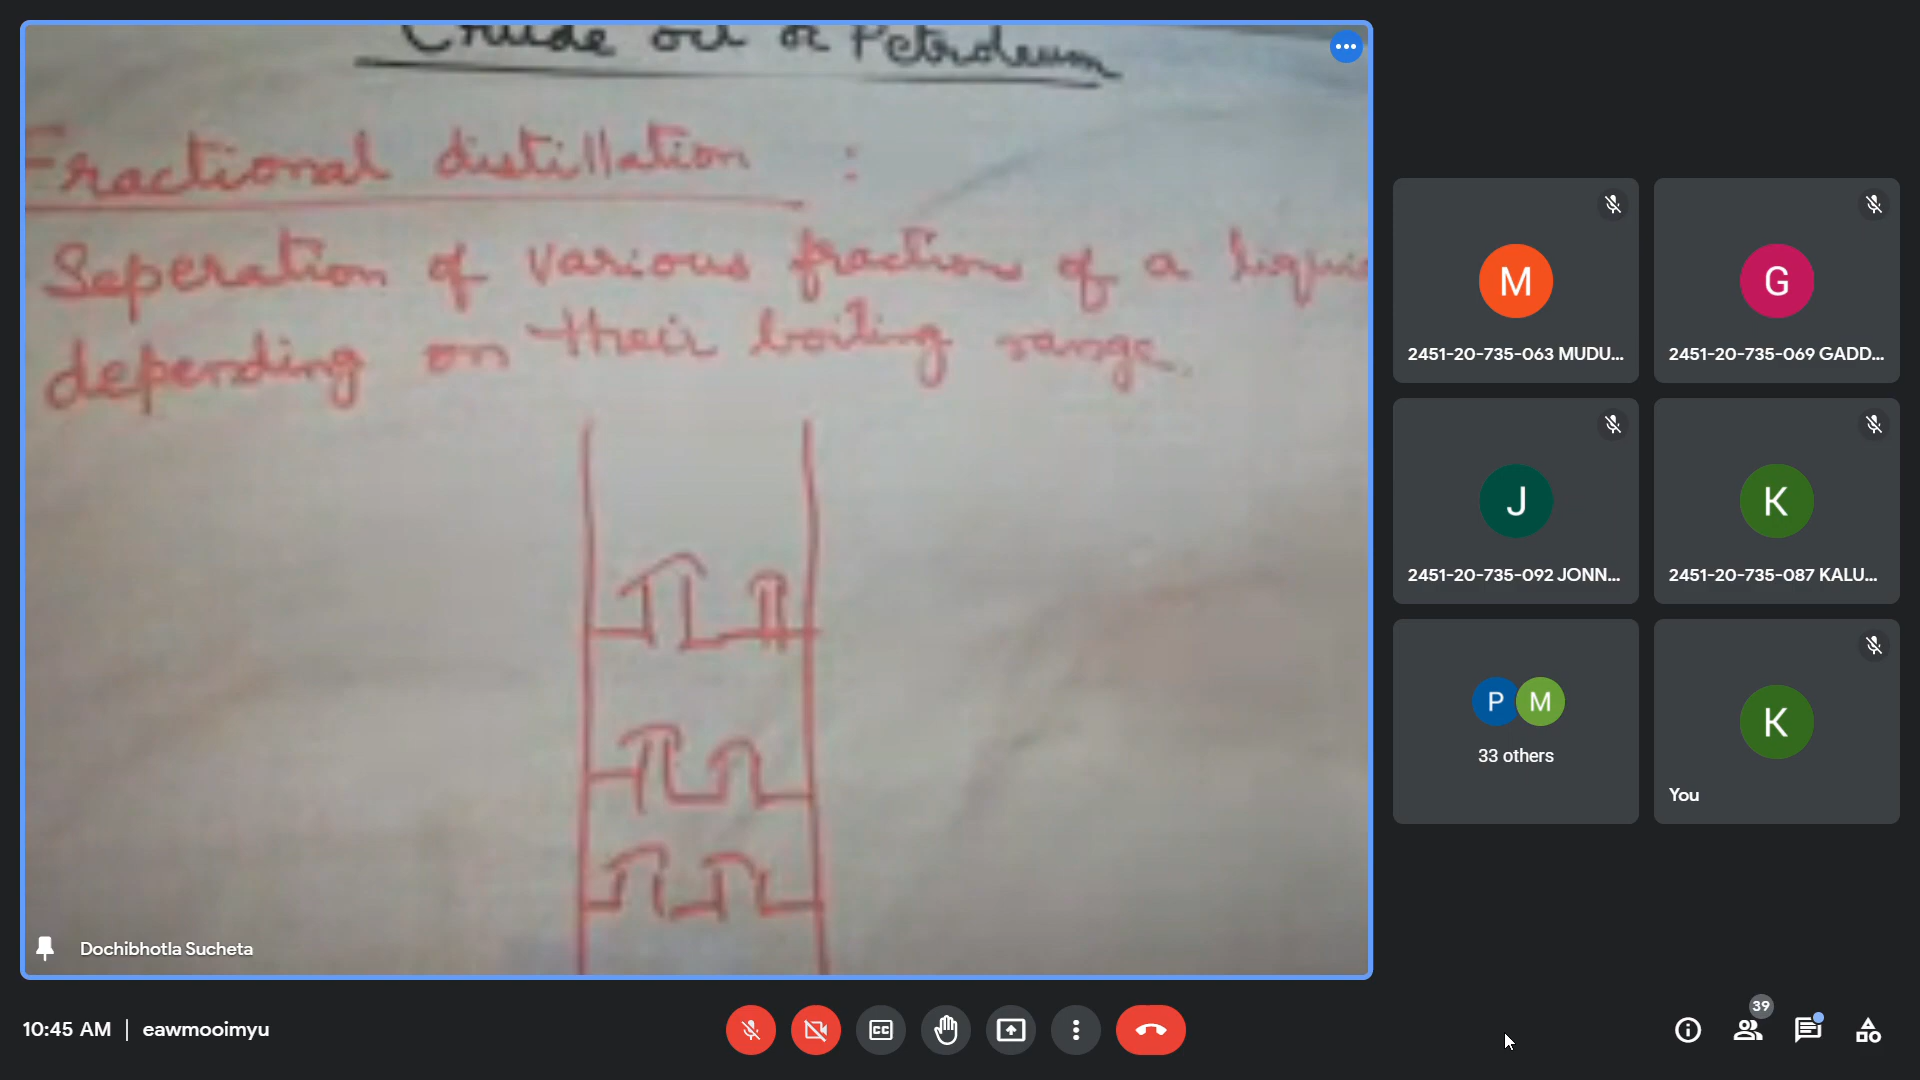 Crude oil or Petroleum
Fractional distillation :
Seperation of various fractions of a liquid
depending on their boiling range.
Dochibhotla Sucheta
M
2451-20-735-063 MUDU...
G
2451-20-735-069 GADD...
J
2451-20-735-092 JONN...
K
2451-20-735-087 KALU...
P M
33 others
K
You
10:45 AM | eawmooimyu
CC
39